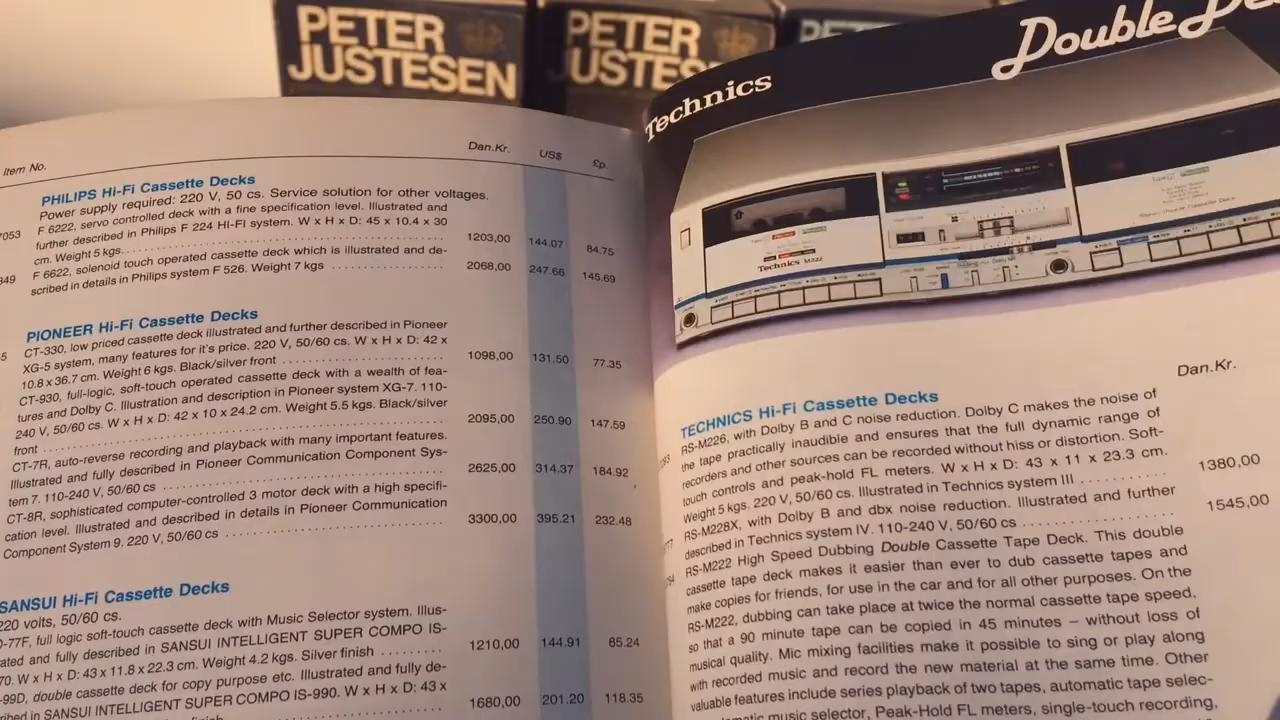 PETER
JUSTESEN
PETER
JUSTESEN
PETER
Item No.
Dan.Kr. US$ £p.
PHILIPS Hi-Fi Cassette Decks
Power supply required: 220 V, 50 cs. Service solution for other voltages.
7053 F 6222, servo controlled deck with a fine specification level. Illustrated and
further described in Philips F 224 HI-FI system. W x H x D: 45 x 10.4 x 30
cm. Weight 5 kgs. 1203,00 144.07 84.75
849 F 6622, solenoid touch operated cassette deck which is illustrated and de-
scribed in details in Philips system F 526. Weight 7 kgs 2068,00 247.66 145.69
PIONEER Hi-Fi Cassette Decks
5 CT-330, low priced cassette deck illustrated and further described in Pioneer
XG-5 system, many features for it's price. 220 V, 50/60 cs. W x H x D: 42 x
10.8 x 36.7 cm. Weight 6 kgs. Black/silver front 1098,00 131.50 77.35
CT-930, full-logic, soft-touch operated cassette deck with a wealth of fea-
tures and Dolby C. Illustration and description in Pioneer system XG-7. 110-
240 V, 50/60 cs. W x H x D: 42 x 10 x 24.2 cm. Weight 5.5 kgs. Black/silver
front 2095,00 250.90 147.59
CT-7R, auto-reverse recording and playback with many important features.
Illustrated and fully described in Pioneer Communication Component Sys-
tem 7. 110-240 V, 50/60 cs 2625,00 314.37 184.92
CT-8R, sophisticated computer-controlled 3 motor deck with a high specifi-
cation level. Illustrated and described in details in Pioneer Communication
Component System 9. 220 V, 50/60 cs 3300,00 395.21 232.48
SANSUI Hi-Fi Cassette Decks
220 volts, 50/60 cs.
D-77F, full logic soft-touch cassette deck with Music Selector system. Illus-
ated and fully described in SANSUI INTELLIGENT SUPER COMPO IS-
70. W x H x D: 43 x 11.8 x 22.3 cm. Weight 4.2 kgs. Silver finish 1210,00 144.91 85.24
-99D, double cassette deck for copy purpose etc. Illustrated and fully de-
ribed in SANSUI INTELLIGENT SUPER COMPO IS-990. W x H x D: 43 x
1680,00 201.20 118.35
Technics
Double De
Technics M222
Dan.Kr.
TECHNICS Hi-Fi Cassette Decks
RS-M226, with Dolby B and C noise reduction. Dolby C makes the noise of
the tape practically inaudible and ensures that the full dynamic range of
recorders and other sources can be recorded without hiss or distortion. Soft-
touch controls and peak-hold FL meters. W x H x D: 43 x 11 x 23.3 cm.
Weight 5 kgs. 220 V, 50/60 cs. Illustrated in Technics system III 1380,00
RS-M228X, with Dolby B and dbx noise reduction. Illustrated and further
described in Technics system IV. 110-240 V, 50/60 cs 1545,00
RS-M222 High Speed Dubbing Double Cassette Tape Deck. This double
cassette tape deck makes it easier than ever to dub cassette tapes and
make copies for friends, for use in the car and for all other purposes. On the
RS-M222, dubbing can take place at twice the normal cassette tape speed,
so that a 90 minute tape can be copied in 45 minutes – without loss of
musical quality. Mic mixing facilities make it possible to sing or play along
with recorded music and record the new material at the same time. Other
valuable features include series playback of two tapes, automatic tape selec-
matic music selector, Peak-Hold FL meters, single-touch recording,